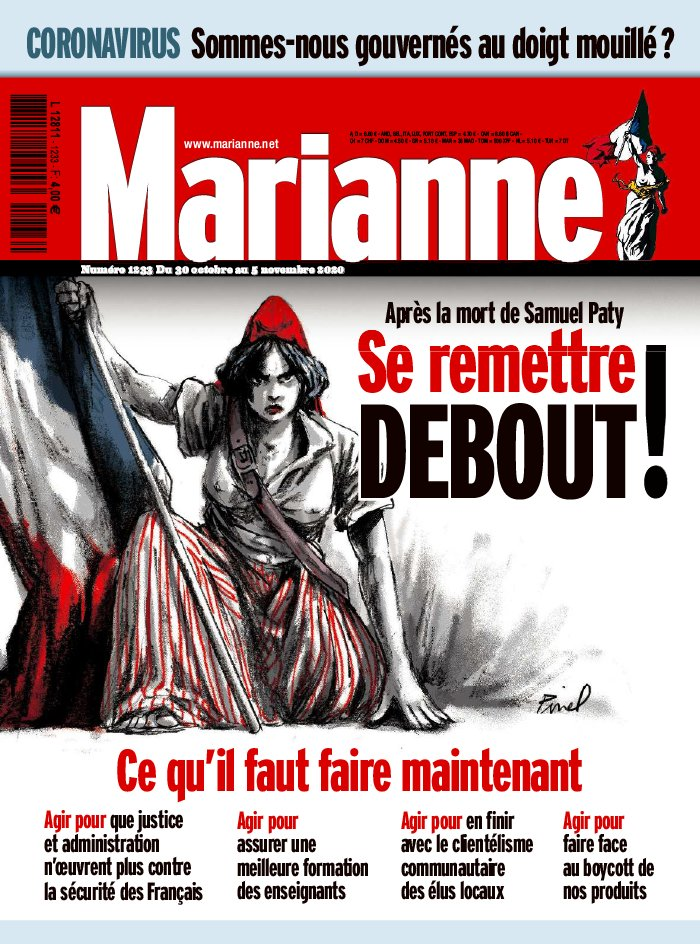 CORONAVIRUS Sommes-nous gouvernés au doigt mouillé ?
L 12811 - 1233 - F: 4,00 €
www.marianne.net
Marianne
Numéro 1233 Du 30 octobre au 5 novembre 2020
Après la mort de Samuel Paty
Se remettre
DEBOUT !
Pinel
Ce qu'il faut faire maintenant
Agir pour que justice
et administration
n'œuvrent plus contre
la sécurité des Français
Agir pour
assurer une
meilleure formation
des enseignants
Agir pour en finir
avec le clientélisme
communautaire
des élus locaux
Agir pour
faire face
au boycott de
nos produits